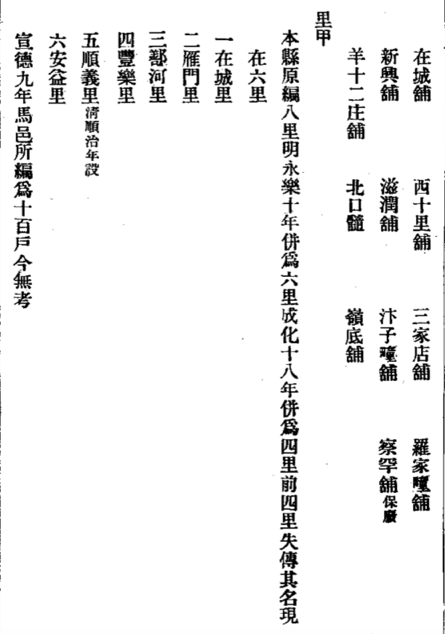 在城舖 西十里舖 三家店舖 羅家疃舖
新興舖 滋潤舖 汴子疃舖 察罕舖保廢
羊十二庄舖 北口髓 嶺底舖
里甲
本縣原編八里明永樂十年併爲六里成化十八年併爲四里前四里失傳其名現
在六里
一在城里
二雁門里
三鄯河里
四豐樂里
五順義里淸順治年設
六安益里
宣德九年馬邑所編爲十百戶今無考